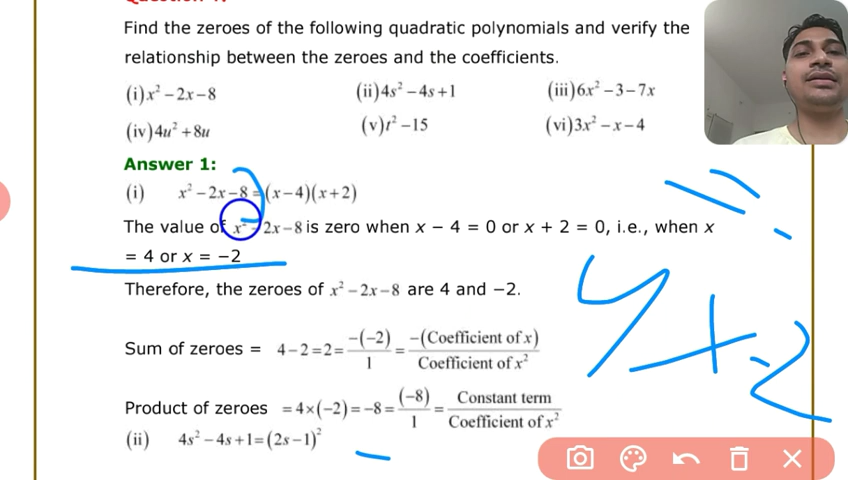 Find the zeroes of the following quadratic polynomials and verify the
relationship between the zeroes and the coefficients.
(i) x² – 2x – 8 (ii) 4s² – 4s + 1 (iii) 6x² – 3 – 7x
(iv) 4u² + 8u (v) t² – 15 (vi) 3x² – x – 4
Answer 1:
(i) x² – 2x – 8 = (x – 4)(x + 2)
The value of x² – 2x – 8 is zero when x − 4 = 0 or x + 2 = 0, i.e., when x
= 4 or x = −2
Therefore, the zeroes of x² – 2x – 8 are 4 and −2.
Sum of zeroes = 4 – 2 = 2 = –(–2)/1 = –(Coefficient of x)/Coefficient of x²
Product of zeroes = 4 × (–2) = –8 = (–8)/1 = Constant term/Coefficient of x²
(ii) 4s² – 4s + 1 = (2s – 1)²